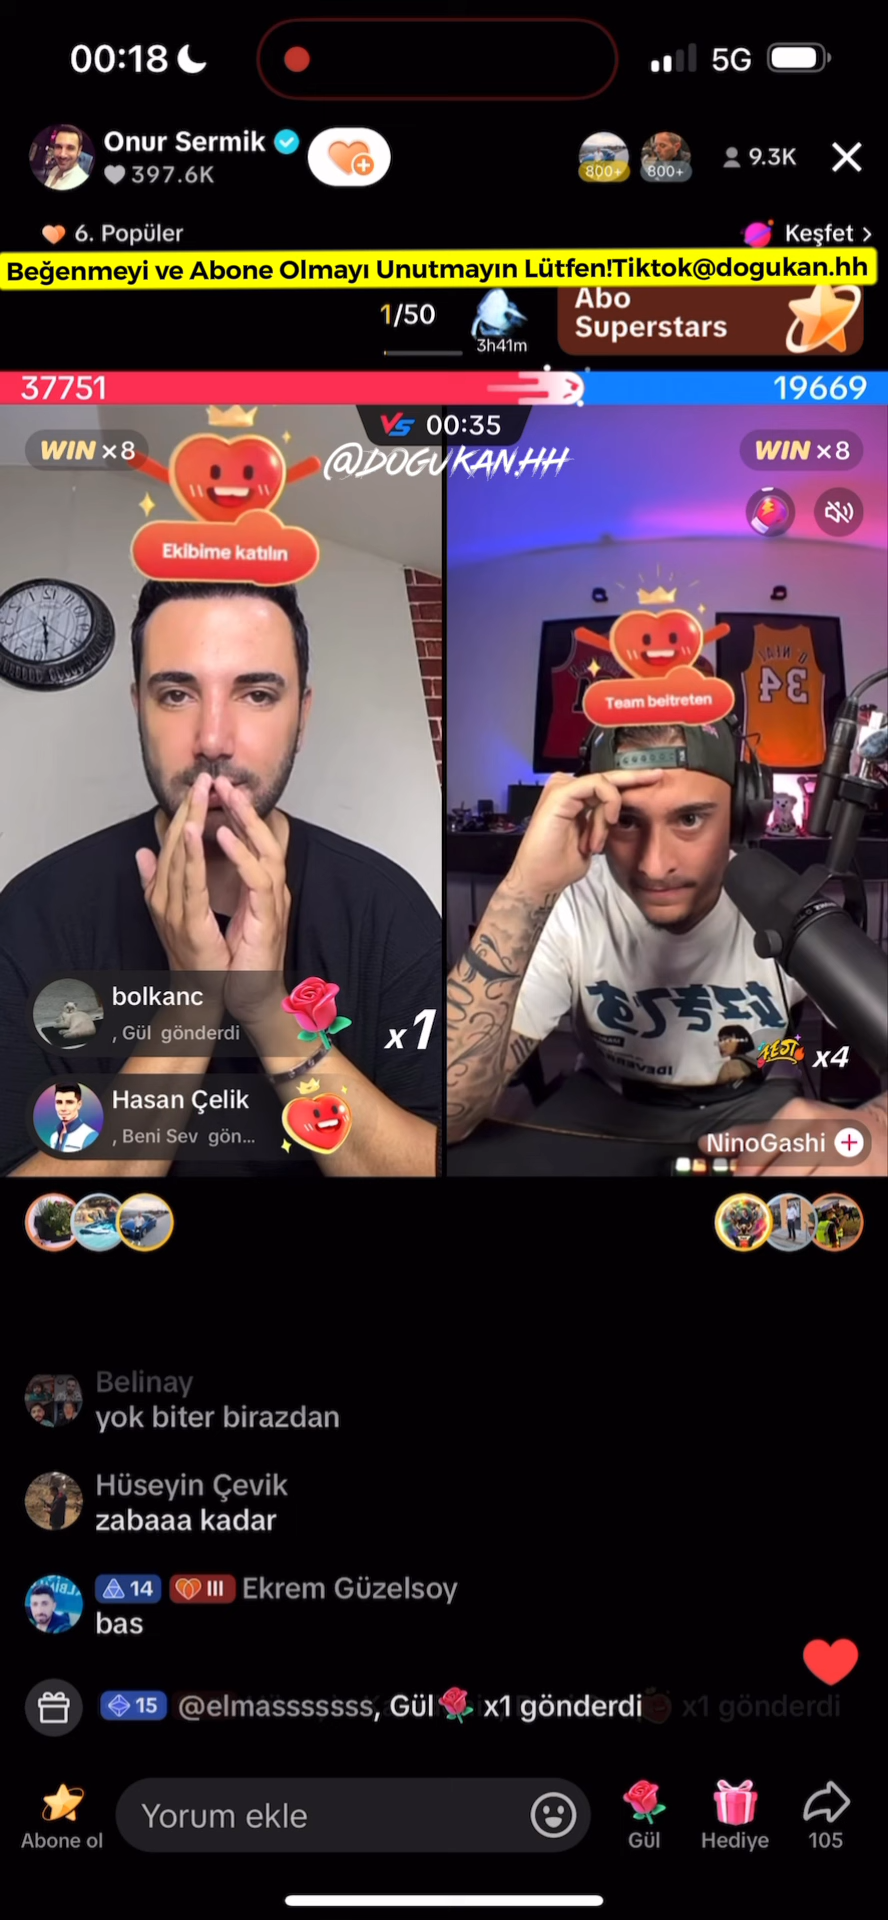 00:18
5G
Onur Sermik
397.6K
800+
800+
9.3K
6. Popüler
Keşfet >
Beğenmeyi ve Abone Olmayı Unutmayın Lütfen!Tiktok@dogukan.hh
1/50
3h41m
Abo
Superstars
37751
19669
VS 00:35
WIN x8
WIN x8
@DOGUKAN.HH
Ekibime katılın
Team beitreten
34
bolkanc
, Gül gönderdi
x1
Hasan Çelik
, Beni Sev gön...
FEST x4
NinoGashi
Belinay
yok biter birazdan
Hüseyin Çevik
zabaaa kadar
14 III Ekrem Güzelsoy
bas
15 @elmasssssss, Gül x1 gönderdi
x1 gönderdi
Abone ol
Yorum ekle
Gül
Hediye
105